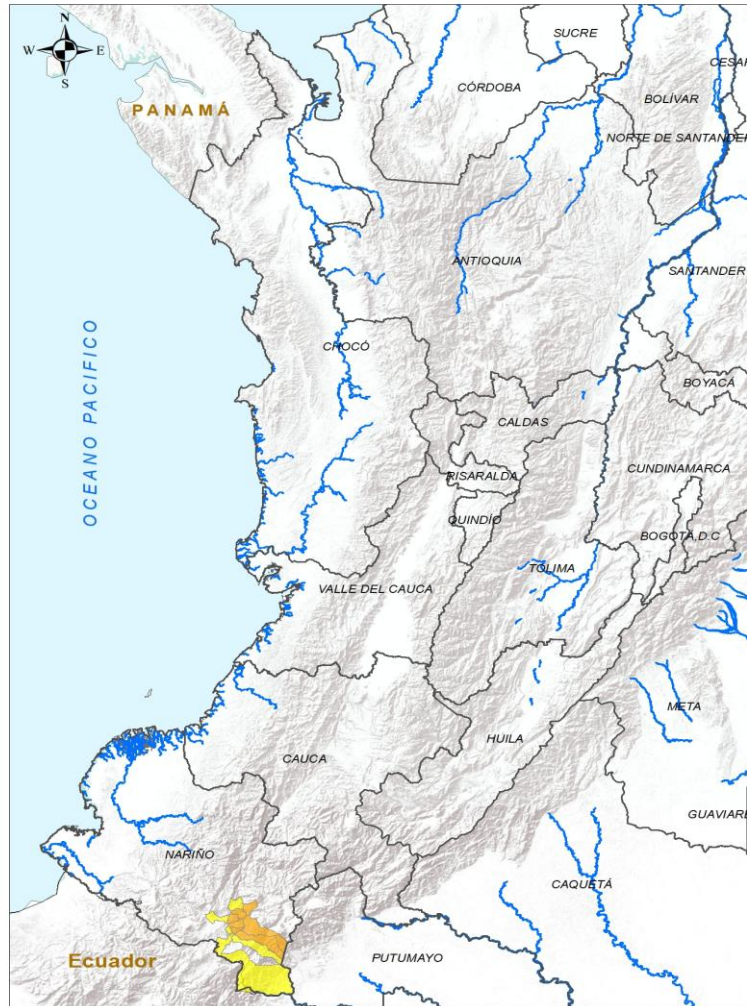 N
W E
S
PANAMÁ
SUCRE
CÓRDOBA
CESAR
BOLÍVAR
NORTE DE SANTANDER
ANTIOQUIA
SANTANDER
OCEANO PACIFICO
CHOCÓ
BOYACÁ
CALDAS
CUNDINAMARCA
RISARALDA
QUINDÍO
BOGOTÁ,D.C
TOLIMA
VALLE DEL CAUCA
META
HUILA
CAUCA
GUAVIARE
NARIÑO
CAQUETÁ
PUTUMAYO
Ecuador